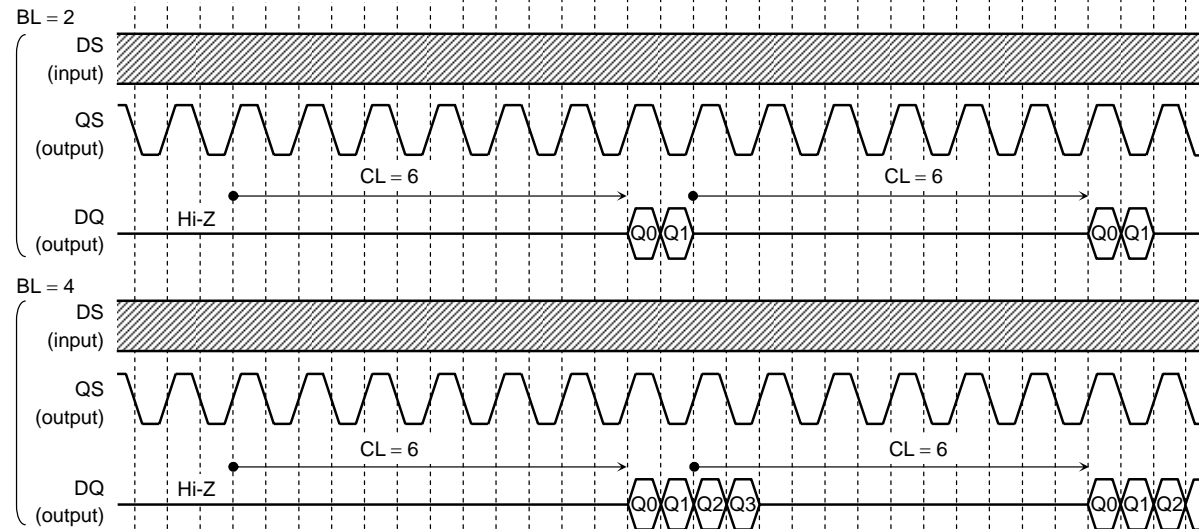 BL = 2
DS
(input)
QS
(output)
CL = 6
CL = 6
DQ
(output)
Hi-Z
Q0 Q1
Q0 Q1
BL = 4
DS
(input)
QS
(output)
CL = 6
CL = 6
DQ
(output)
Hi-Z
Q0 Q1 Q2 Q3
Q0 Q1 Q2